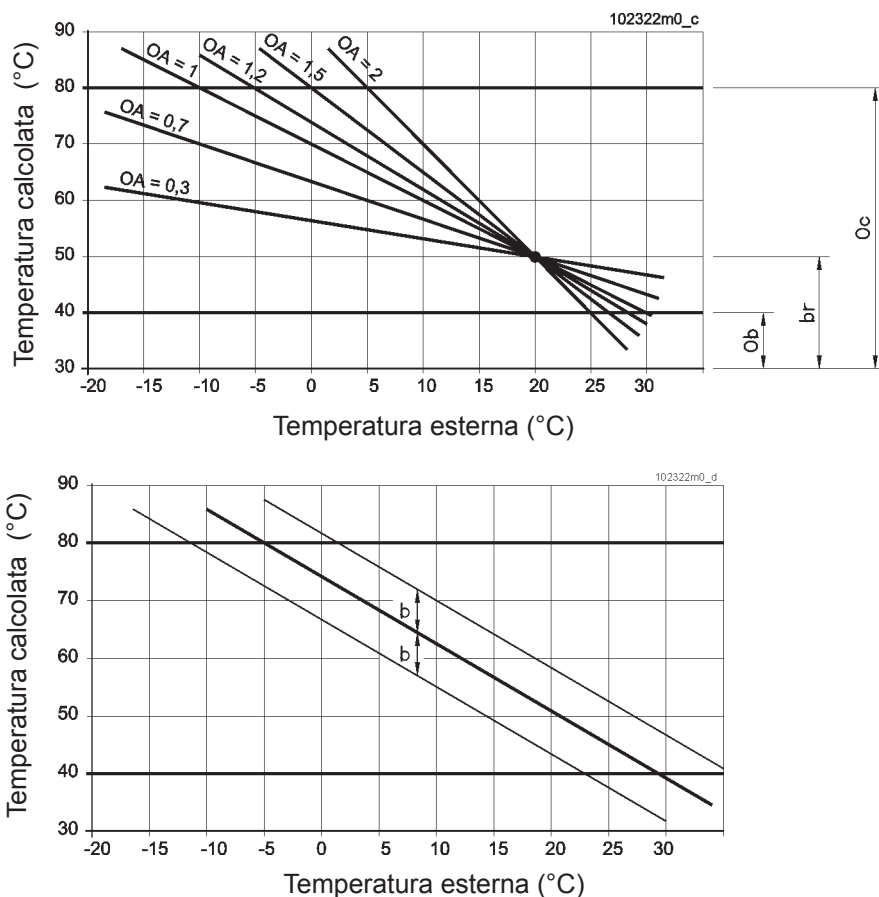 102322m0_c
Temperatura calcolata (°C)
90
80
70
60
50
40
30
OA = 1
OA = 1,2
OA = 1,5
OA = 2
OA = 0,7
OA = 0,3
Ob
br
Oc
-20 -15 -10 -5 0 5 10 15 20 25 30
Temperatura esterna (°C)
102322m0_d
Temperatura calcolata (°C)
90
80
70
60
50
40
30
b
b
-20 -15 -10 -5 0 5 10 15 20 25 30
Temperatura esterna (°C)